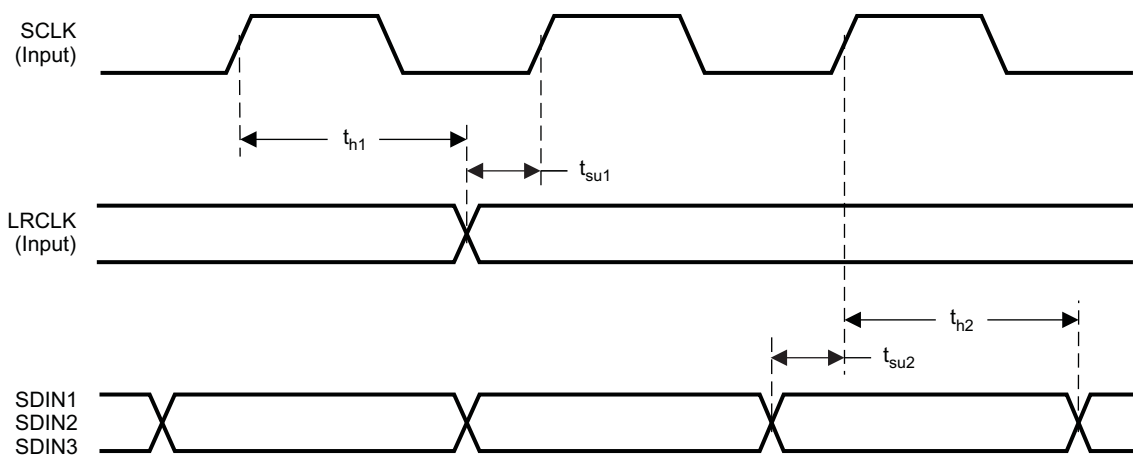 SCLK
(Input)
t_h1
t_su1
LRCLK
(Input)
t_h2
t_su2
SDIN1
SDIN2
SDIN3